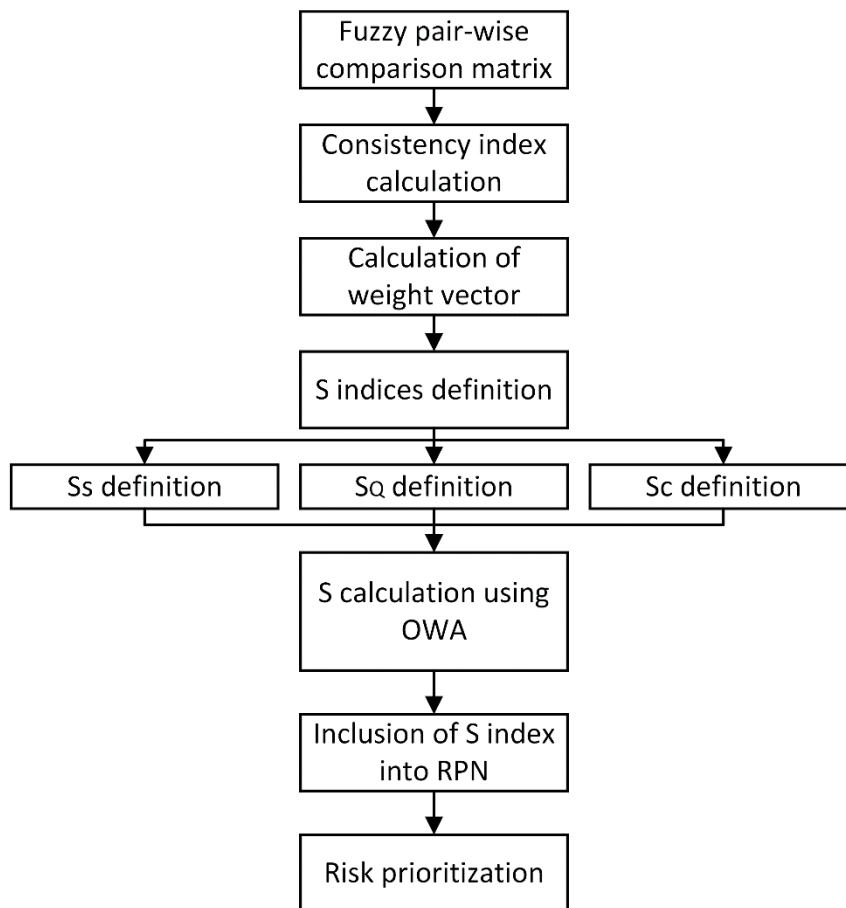 Fuzzy pair-wise
comparison matrix
Consistency index
calculation
Calculation of
weight vector
S indices definition
Ss definition
SQ definition
Sc definition
S calculation using
OWA
Inclusion of S index
into RPN
Risk prioritization